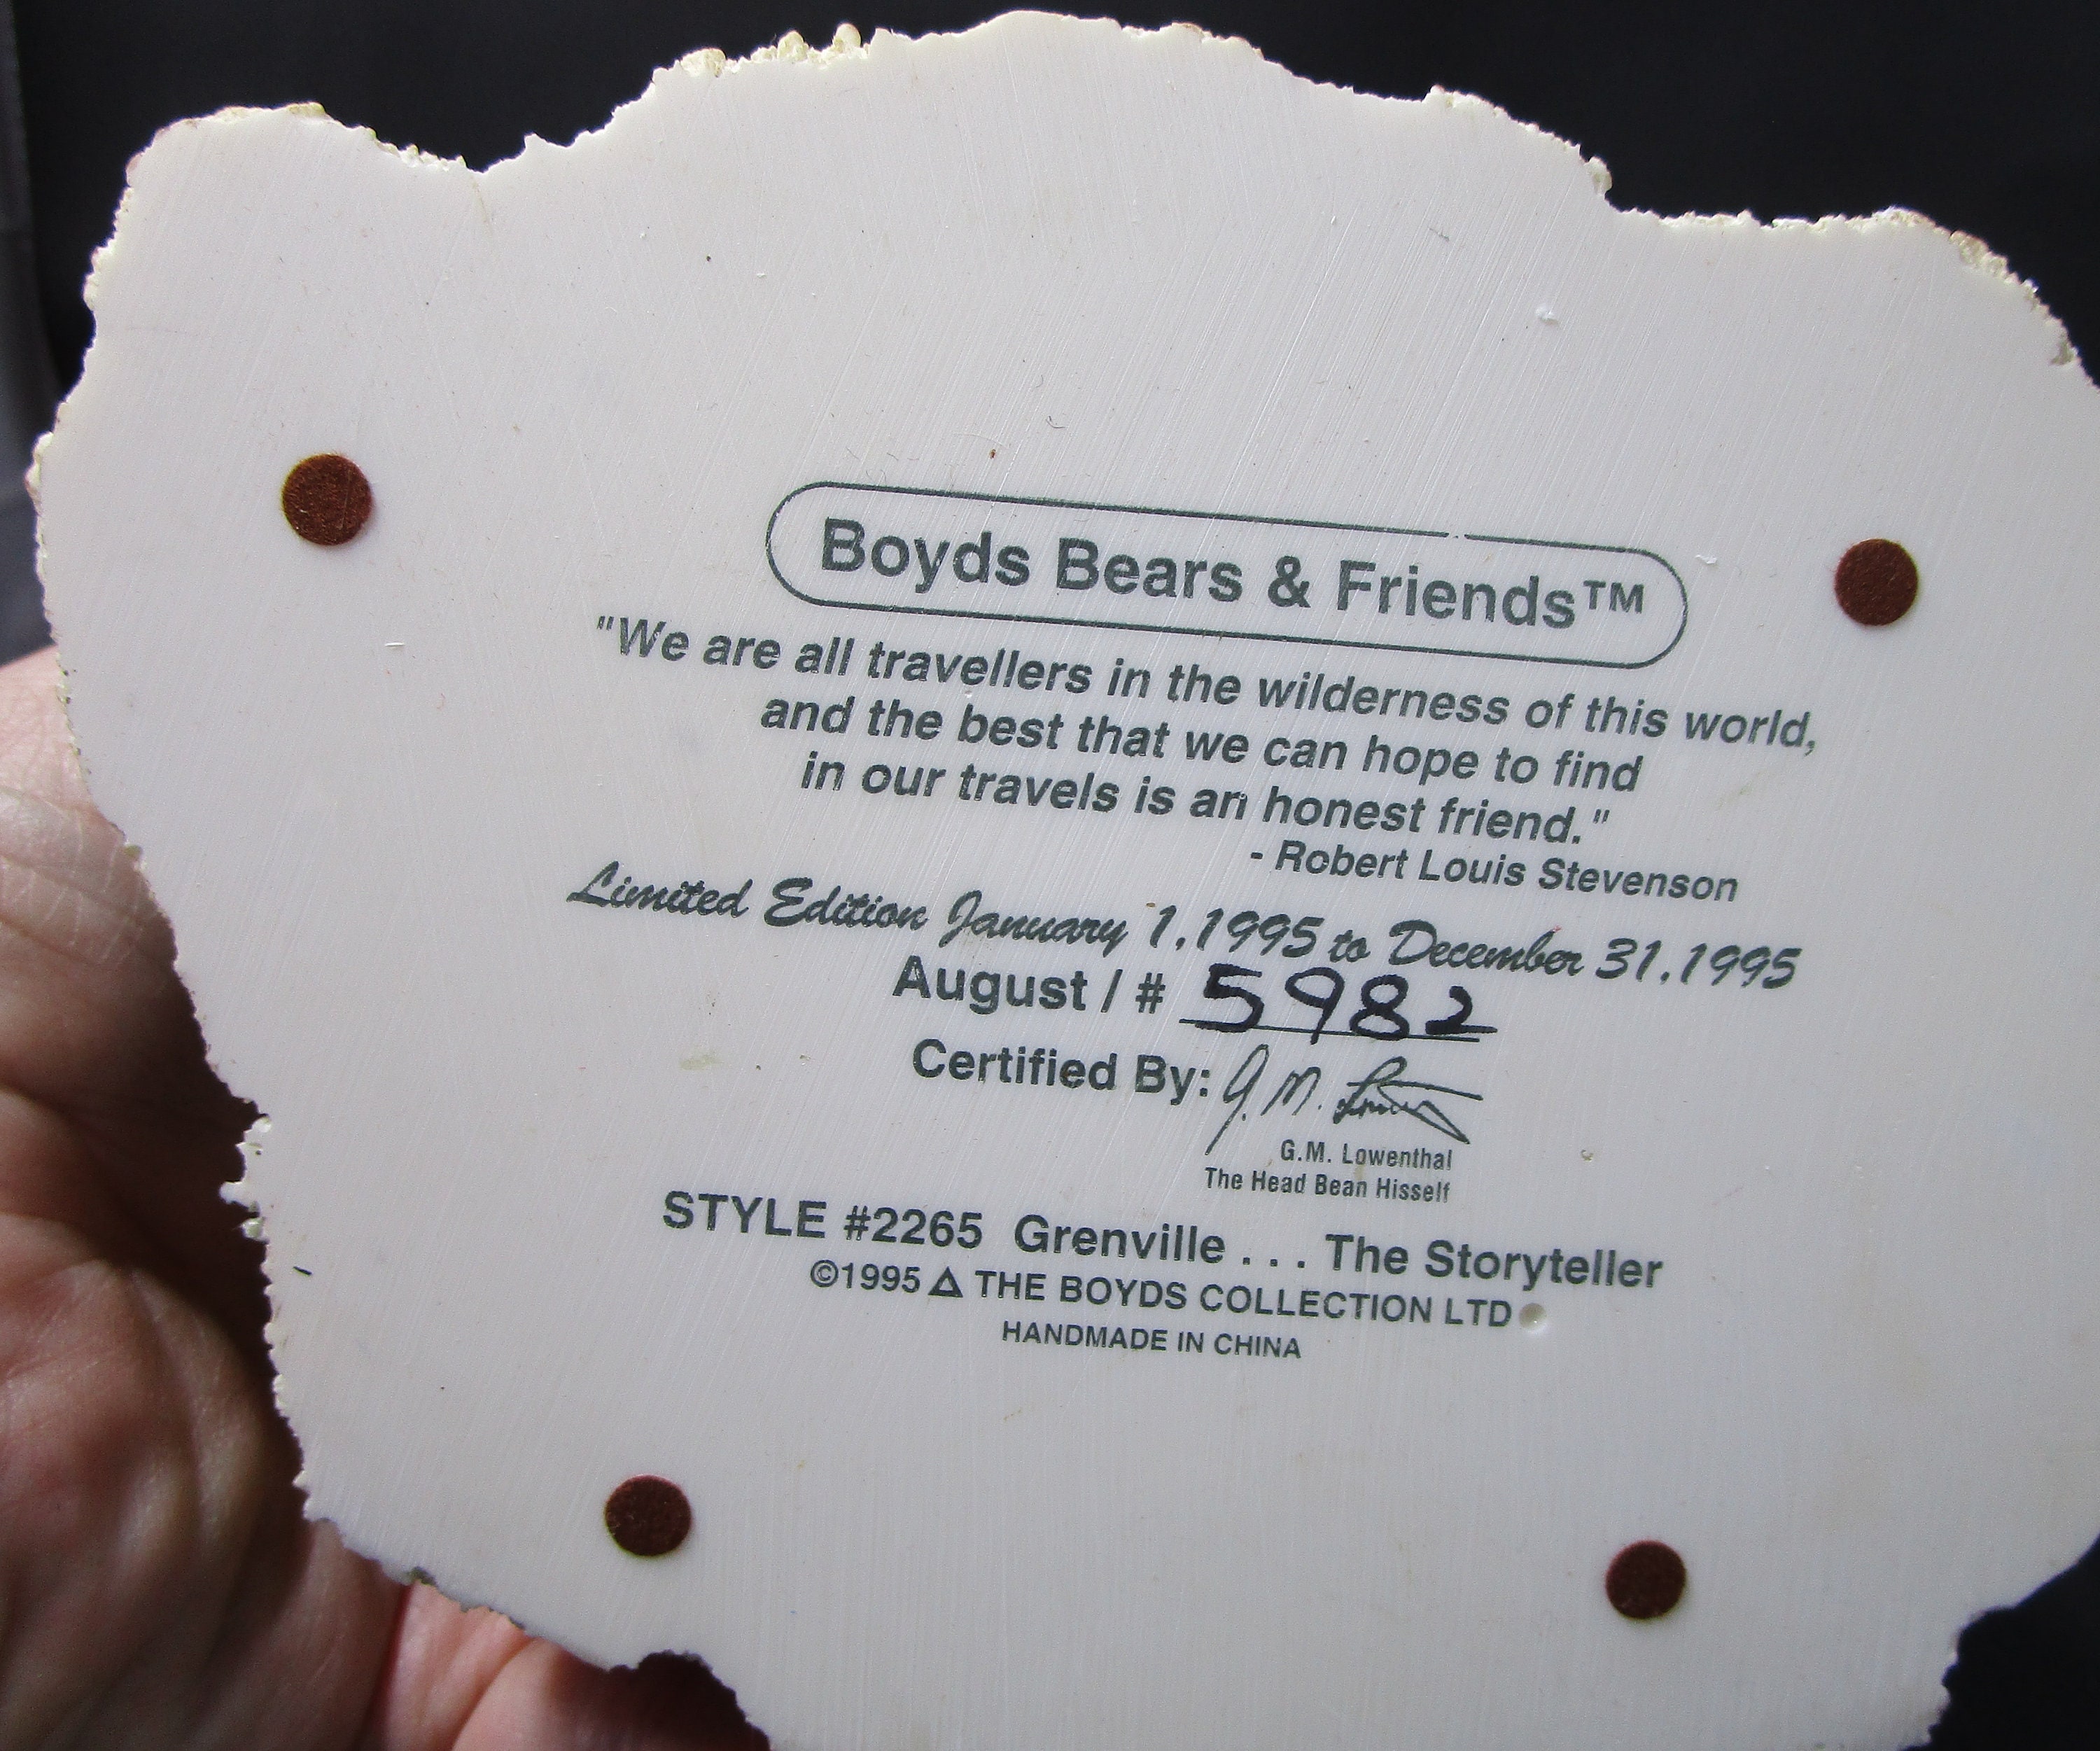 Boyds Bears & Friends™
"We are all travellers in the wilderness of this world,
and the best that we can hope to find
in our travels is an honest friend."
- Robert Louis Stevenson
Limited Edition January 1, 1995 to December 31, 1995
August / # 5982
Certified By: G.M. Lowenthal
G.M. Lowenthal
The Head Bean Hisself
STYLE #2265 Grenville . . . The Storyteller
©1995 △ THE BOYDS COLLECTION LTD
HANDMADE IN CHINA